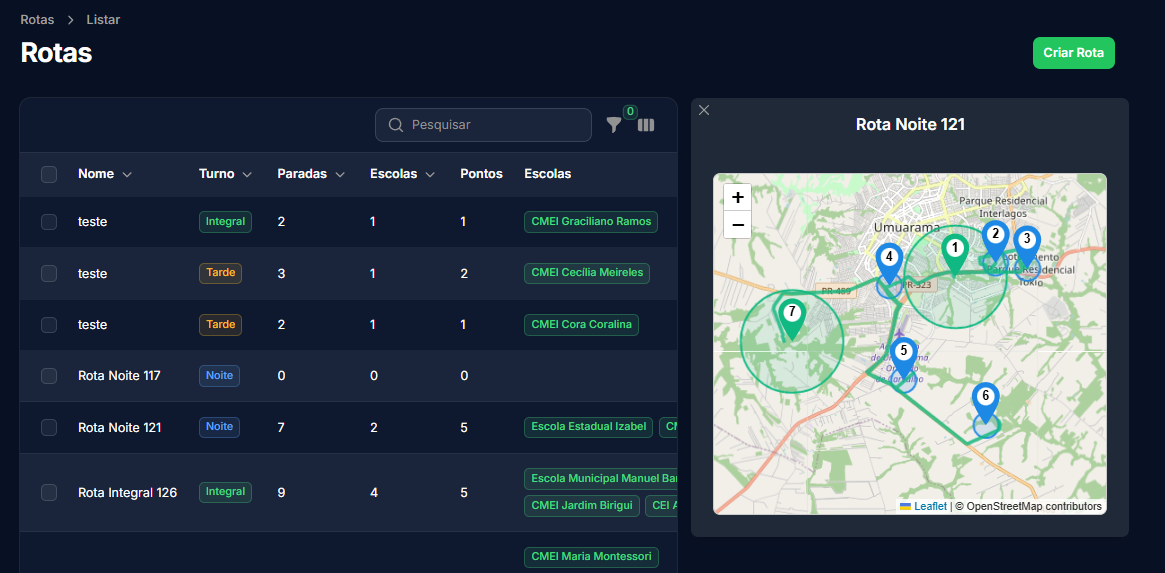 Rotas > Listar
Rotas
Criar Rota
Pesquisar
0
Nome Turno Paradas Escolas Pontos Escolas
teste Integral 2 1 1 CMEI Graciliano Ramos
teste Tarde 3 1 2 CMEI Cecília Meireles
teste Tarde 2 1 1 CMEI Cora Coralina
Rota Noite 117 Noite 0 0 0
Rota Noite 121 Noite 7 2 5 Escola Estadual Izabel
Rota Integral 126 Integral 9 4 5 Escola Municipal Manuel
CMEI Jardim Birigui CEI
CMEI Maria Montessori
Rota Noite 121
+
−
Parque Residencial
Interlagos
Umuarama
1
2
3
4
Parque Residencial
PR-489
PR-323
7
5
6
Leaflet | © OpenStreetMap contributors